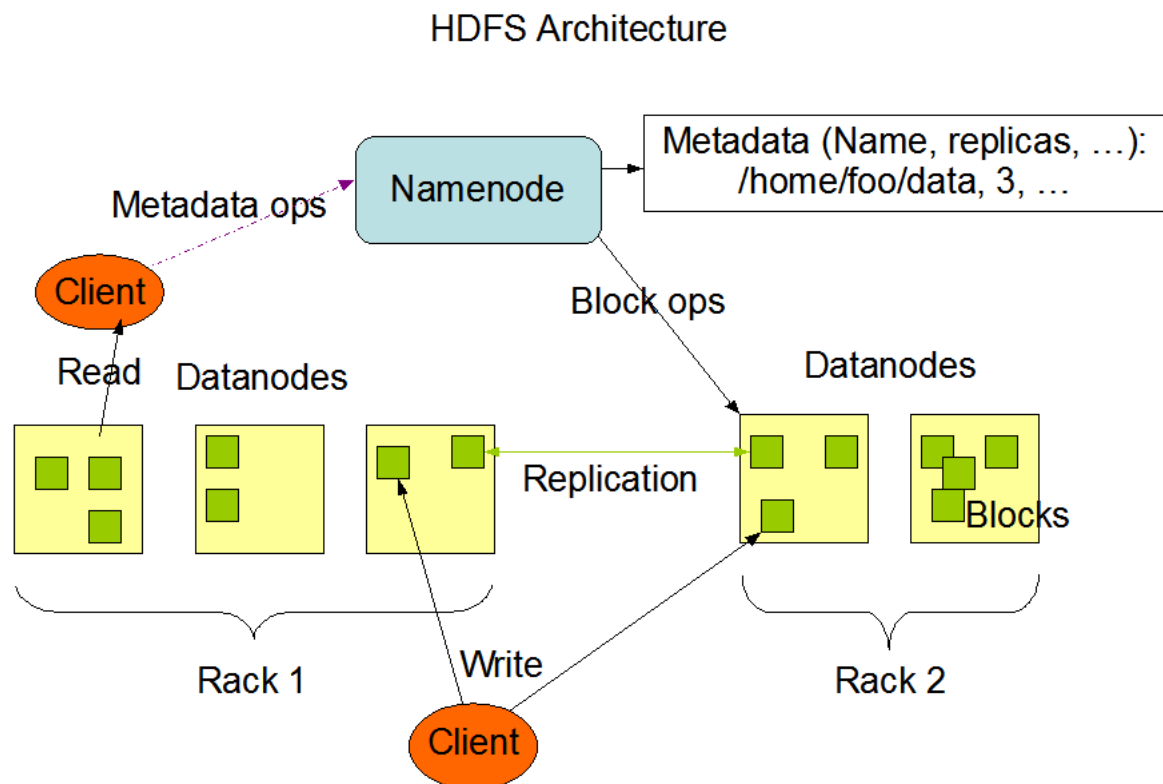 HDFS Architecture
Metadata (Name, replicas, …):
/home/foo/data, 3, …
Namenode
Metadata ops
Client
Block ops
Read
Datanodes
Datanodes
Replication
Blocks
Rack 1
Write
Rack 2
Client